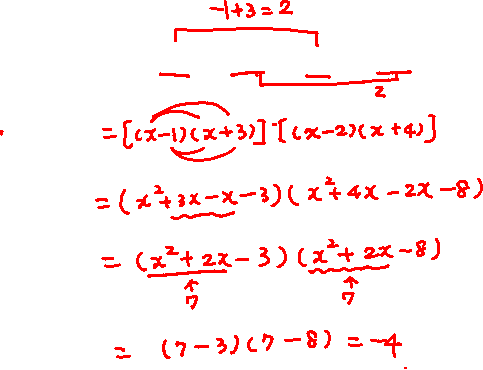 -1+3=2
2
=[(x-1)(x+3)]·[(x-2)(x+4)]
=(x²+3x-x-3)(x²+4x-2x-8)
=(x²+2x-3)(x²+2x-8)
↑ ↑
7 7
= (7-3)(7-8)=-4